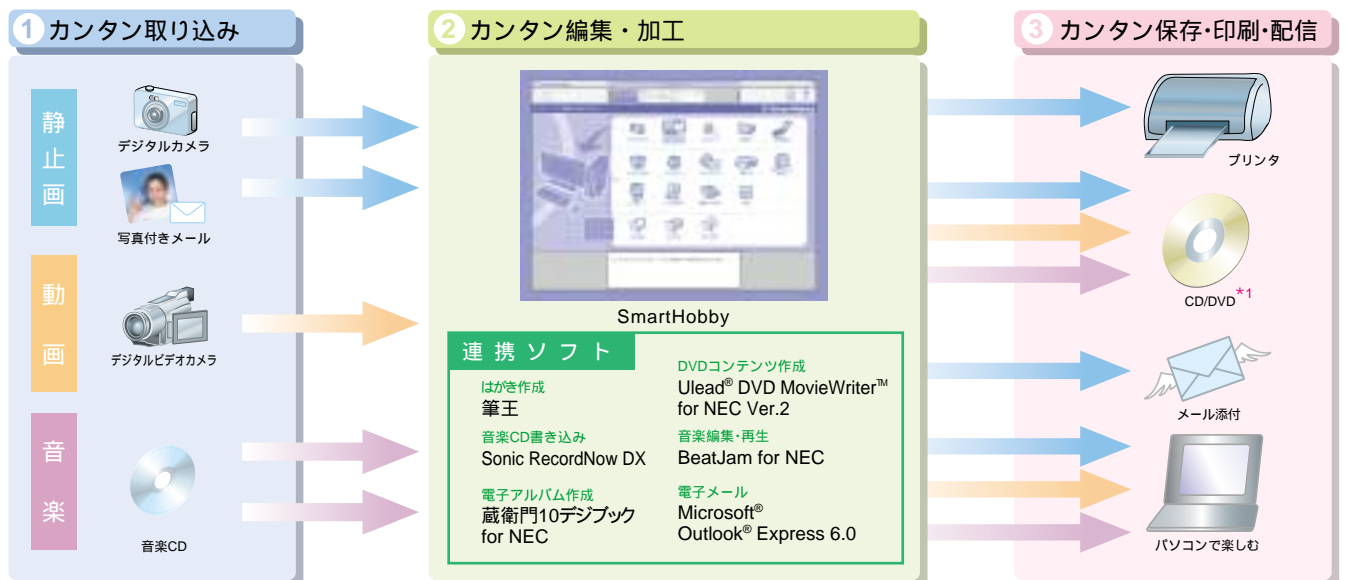 1 カンタン取り込み
静止画
デジタルカメラ
写真付きメール
動画
デジタルビデオカメラ
音楽
音楽CD
2 カンタン編集・加工
SmartHobby
連携ソフト
はがき作成
筆王
音楽CD書き込み
Sonic RecordNow DX
電子アルバム作成
蔵衛門10デジブック
for NEC
DVDコンテンツ作成
Ulead® DVD MovieWriter™
for NEC Ver.2
音楽編集・再生
BeatJam for NEC
電子メール
Microsoft®
Outlook® Express 6.0
3 カンタン保存・印刷・配信
プリンタ
CD/DVD*1
メール添付
パソコンで楽しむ